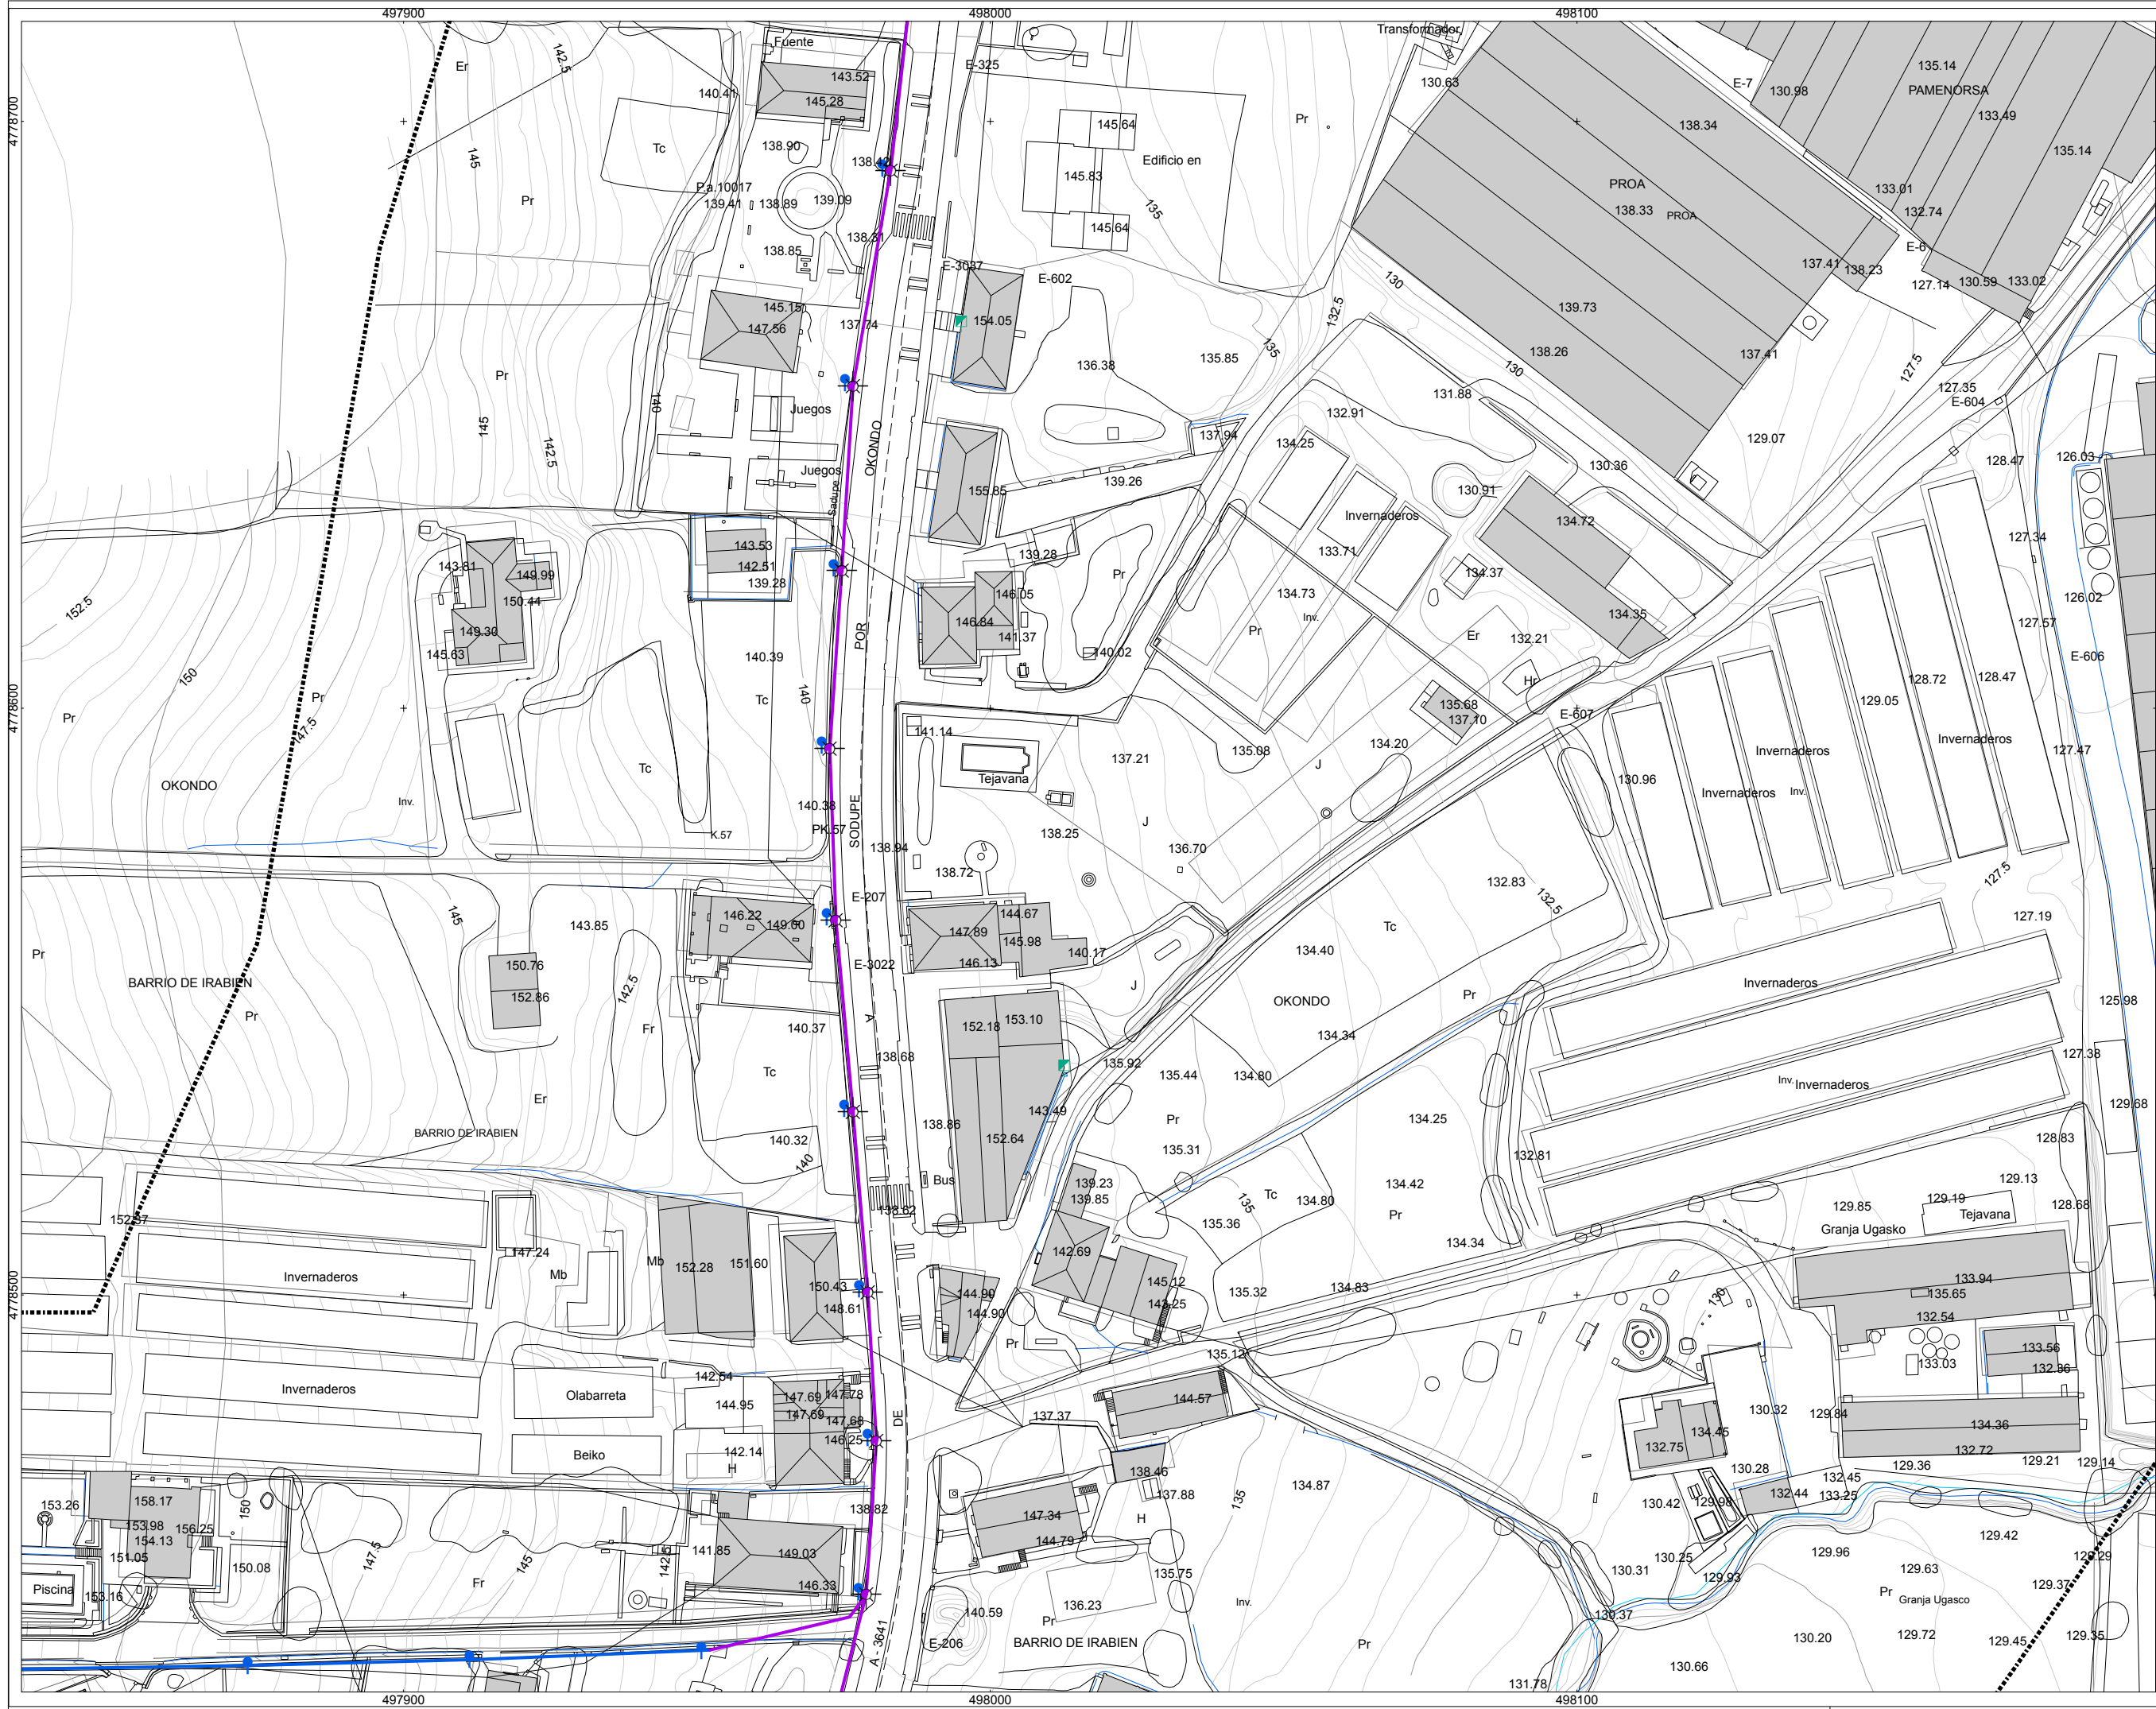 497900 498000 498100
Fuente
Transformador
E-325
142.5
Er
143.52
145.28
140.41
130.63
E-7
130.98
135.14
PAMENORSA
133.49
4778700
145.64
138.34
Pr
145
Tc
138.90
138.42
Edificio en
135.14
145.83
P.a.10017
139.41
138.89
139.09
PROA
138.33
PROA
133.01
132.74
Pr
135
145.64
138.31
138.85
E-6
E-3037
E-602
137.41
138.23
127.14
130.59
133.02
130
132.5
139.73
145.15
147.56
137.74
154.05
135
138.26
137.41
136.38
135.85
130
127.5
127.35
E-604
Pr
140
Juegos
131.88
132.91
145
142.5
OKONDO
137.94
134.25
129.07
126.03
128.47
Juegos
Sadupe
155.85
139.26
130.91
130.36
Invernaderos
134.72
143.53
142.51
139.28
139.28
133.71
127.34
143.81
149.99
150.44
Pr
134.37
152.5
146.05
134.73
126.02
149.30
146.84
141.37
Inv.
134.35
127.57
145.63
POR
Pr
Er
132.21
140.39
140.02
E-606
150
Pr
Tc
140
Hr
128.72
128.47
4778600
Pr
147.5
135.68
137.10
E-607
129.05
141.14
135.08
134.20
Invernaderos
Invernaderos
127.47
137.21
Tc
Tejavana
J
130.96
OKONDO
Inv.
140.38
Invernaderos
Inv.
K.57
PK.57
SODUPE
138.25
J
138.94
136.70
138.72
132.83
132.5
127.5
145
E-207
143.85
146.22
149.00
144.67
147.89
145.98
127.19
Tc
134.40
Pr
150.76
E-3022
146.13
140.17
BARRIO DE IRABIEN
152.86
142.5
J
Invernaderos
OKONDO
Pr
125.98
Pr
Fr
140.37
A
152.18
153.10
134.34
138.68
135.92
127.38
Tc
135.44
134.80
Inv.
Invernaderos
Er
143.49
129.68
138.86
Pr
134.25
BARRIO DE IRABIEN
140.32
152.64
135.31
128.83
132.81
140
139.23
139.85
Bus
Tc
134.42
129.13
129.19
135
134.80
129.85
128.68
138.62
Pr
Tejavana
152.67
135.36
Granja Ugasko
147.24
142.69
134.34
Mb
151.60
152.28
Mb
Invernaderos
145.12
133.94
4778500
150.43
144.90
134.83
135.32
130
135.65
148.61
144.90
143.25
132.54
Pr
133.56
135.12
133.03
132.36
142.54
Invernaderos
Olabarreta
147.69
147.78
144.95
144.57
147.69
147.68
DE
137.37
130.32
129.84
134.36
146.25
134.45
Beiko
142.14
132.75
132.72
H
138.46
130.28
129.36
129.21
129.14
134.87
132.45
153.26
158.17
150
138.82
137.88
135
132.44
133.25
129.98
130.42
153.98
156.25
147.34
H
154.13
144.79
129.42
151.05
141.85
149.03
130.25
129.96
129.29
142.5
147.5
145
150.08
135.75
130.31
129.63
Piscina
Fr
146.33
129.93
129.37
153.16
Pr
Granja Ugasco
Inv.
136.23
140.59
130.37
Pr
A - 3641
E-206
BARRIO DE IRABIEN
Pr
130.20
129.72
129.45
129.35
130.66
131.78
497900 498000 498100